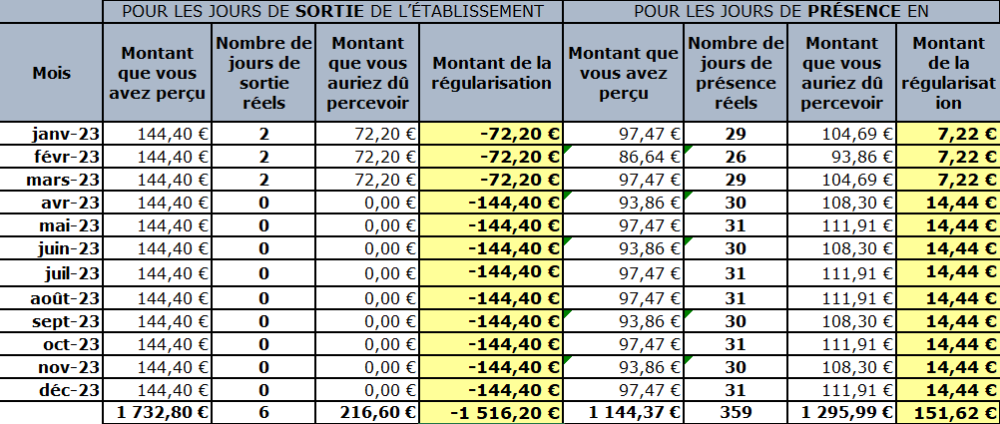 POUR LES JOURS DE SORTIE DE L’ÉTABLISSEMENT POUR LES JOURS DE PRÉSENCE EN
Mois Montant que vous avez perçu Nombre de jours de sortie réels Montant que vous auriez dû percevoir Montant de la régularisation Montant que vous avez perçu Nombre de jours de présence réels Montant que vous auriez dû percevoir Montant de la régularisat ion
janv-23 144,40 € 2 72,20 € -72,20 € 97,47 € 29 104,69 € 7,22 €
févr-23 144,40 € 2 72,20 € -72,20 € 86,64 € 26 93,86 € 7,22 €
mars-23 144,40 € 2 72,20 € -72,20 € 97,47 € 29 104,69 € 7,22 €
avr-23 144,40 € 0 0,00 € -144,40 € 93,86 € 30 108,30 € 14,44 €
mai-23 144,40 € 0 0,00 € -144,40 € 97,47 € 31 111,91 € 14,44 €
juin-23 144,40 € 0 0,00 € -144,40 € 93,86 € 30 108,30 € 14,44 €
juil-23 144,40 € 0 0,00 € -144,40 € 97,47 € 31 111,91 € 14,44 €
août-23 144,40 € 0 0,00 € -144,40 € 97,47 € 31 111,91 € 14,44 €
sept-23 144,40 € 0 0,00 € -144,40 € 93,86 € 30 108,30 € 14,44 €
oct-23 144,40 € 0 0,00 € -144,40 € 97,47 € 31 111,91 € 14,44 €
nov-23 144,40 € 0 0,00 € -144,40 € 93,86 € 30 108,30 € 14,44 €
déc-23 144,40 € 0 0,00 € -144,40 € 97,47 € 31 111,91 € 14,44 €
1 732,80 € 6 216,60 € -1 516,20 € 1 144,37 € 359 1 295,99 € 151,62 €